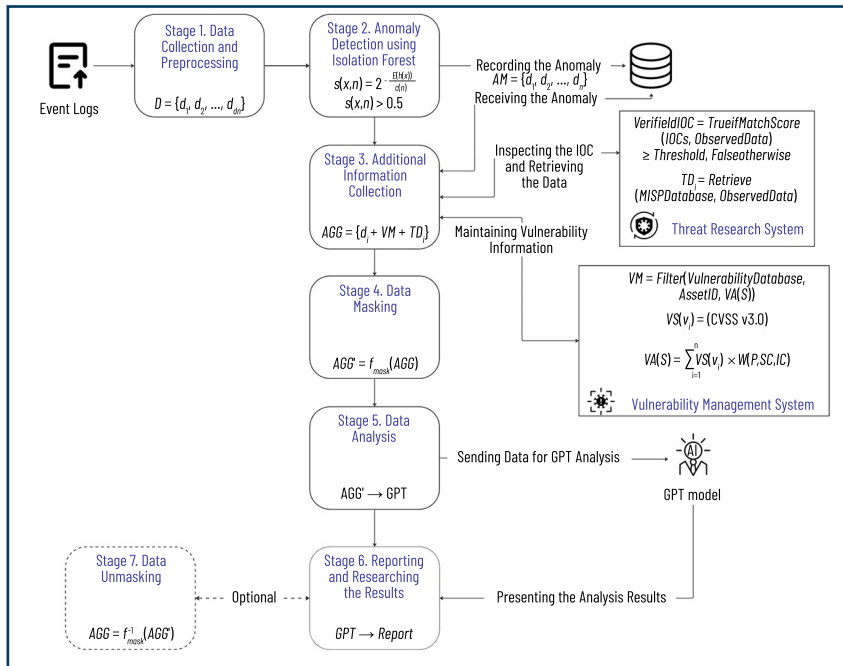 Event Logs
Stage 1. Data
Collection and
Preprocessing
D = {d₁, d₂, ..., d_dn}
Stage 2. Anomaly
Detection using
Isolation Forest
s(x,n) = 2^-E(h(x))/c(n)
s(x,n) > 0.5
Recording the Anomaly
AM = {d₁, d₂, ..., dₙ}
Receiving the Anomaly
Stage 3. Additional
Information
Collection
AGG = {dᵢ + VM + TDᵢ}
Inspecting the IOC
and Retrieving
the Data
VerifieldIOC = TrueifMatchScore
(IOCs, ObservedData)
≥ Threshold, Falseotherwise
TDᵢ = Retrieve
(MISPDatabase, ObservedData)
Threat Research System
Maintaining Vulnerability
Information
VM = Filter(VulnerabilityDatabase,
AssetID, VA(S))
VS(vᵢ) = (CVSS v3.0)
VA(S) = ∑ⁿᵢ₌₁ VS(vᵢ) × W(P,SC,IC)
Vulnerability Management System
Stage 4. Data
Masking
AGG' = f_mask(AGG)
Stage 5. Data
Analysis
AGG' → GPT
Sending Data for GPT Analysis
AI
GPT model
Stage 7. Data
Unmasking
AGG = f⁻¹_mask(AGG')
Optional
Stage 6. Reporting
and Researching
the Results
GPT → Report
Presenting the Analysis Results